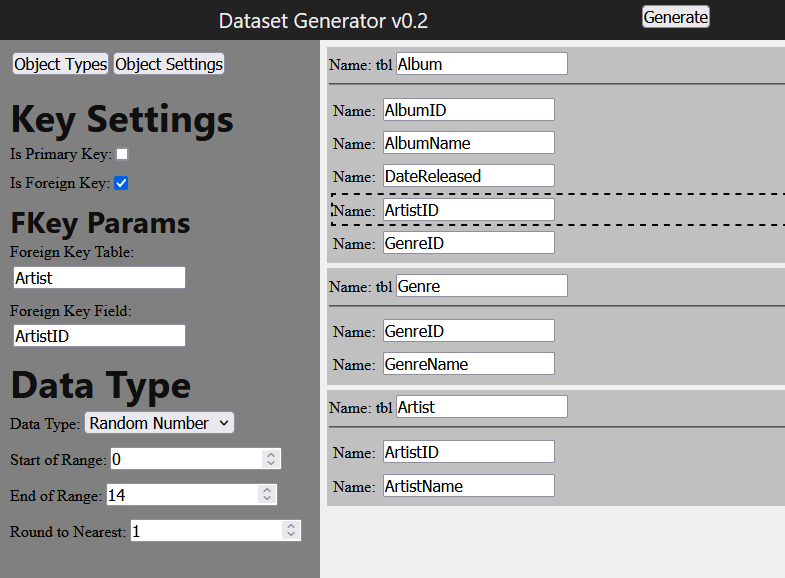 Dataset Generator v0.2
Generate
Object Types Object Settings
Key Settings
Is Primary Key:
Is Foreign Key:
FKey Params
Foreign Key Table:
Artist
Foreign Key Field:
ArtistID
Data Type
Data Type: Random Number
Start of Range: 0
End of Range: 14
Round to Nearest: 1
Name: tbl Album
Name: AlbumID
Name: AlbumName
Name: DateReleased
Name: ArtistID
Name: GenreID
Name: tbl Genre
Name: GenreID
Name: GenreName
Name: tbl Artist
Name: ArtistID
Name: ArtistName